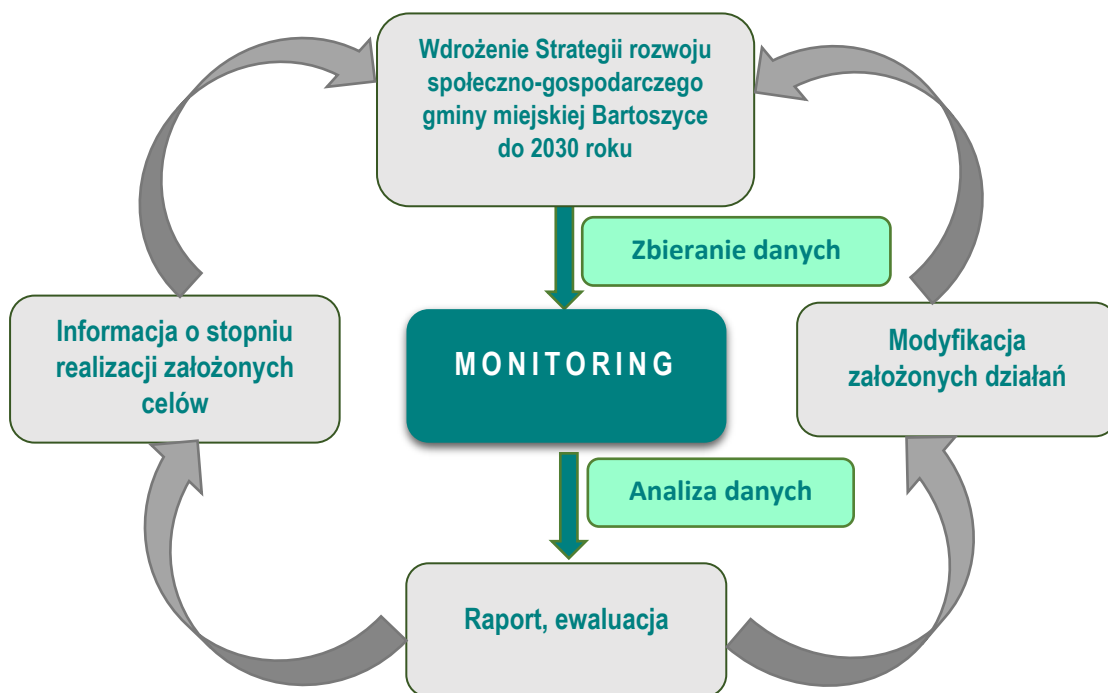 Wdrożenie Strategii rozwoju
społeczno-gospodarczego
gminy miejskiej Bartoszyce
do 2030 roku
Zbieranie danych
Informacja o stopniu
realizacji założonych
celów
MONITORING
Modyfikacja
założonych działań
Analiza danych
Raport, ewaluacja